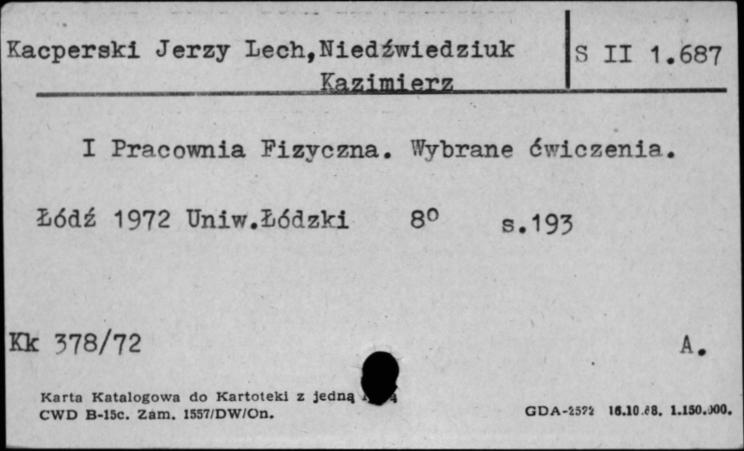 Kacperski Jerzy Lech,Niedźwiedziuk
Kazimierz
S II 1.687
I Pracownia Fizyczna. Wybrane ćwiczenia.
Łódź 1972 Uniw.Łódzki 8º s.193
Kk 378/72
A.
Karta Katalogowa do Kartoteki z jedną
CWD B-15c. Zam. 1557/DW/On.
GDA-2522 16.10.68. 1.150.000.